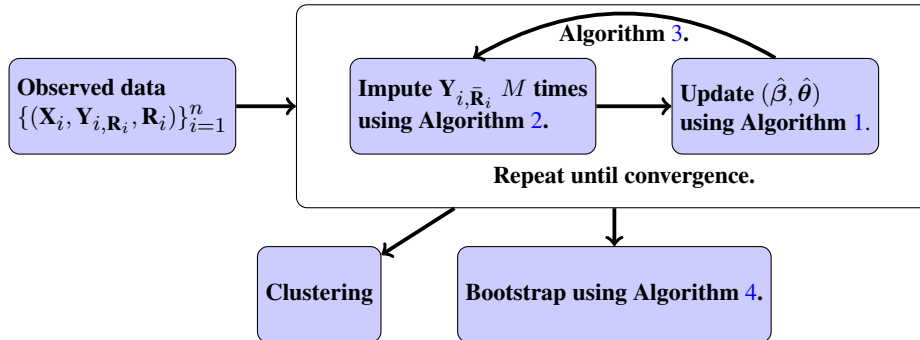 Algorithm 3.
Observed data
{(X_i, Y_{i,R_i}, R_i)}_{i=1}^n
Impute Y_{i,R̄_i} M times
using Algorithm 2.
Update (β̂, θ̂)
using Algorithm 1.
Repeat until convergence.
Clustering
Bootstrap using Algorithm 4.